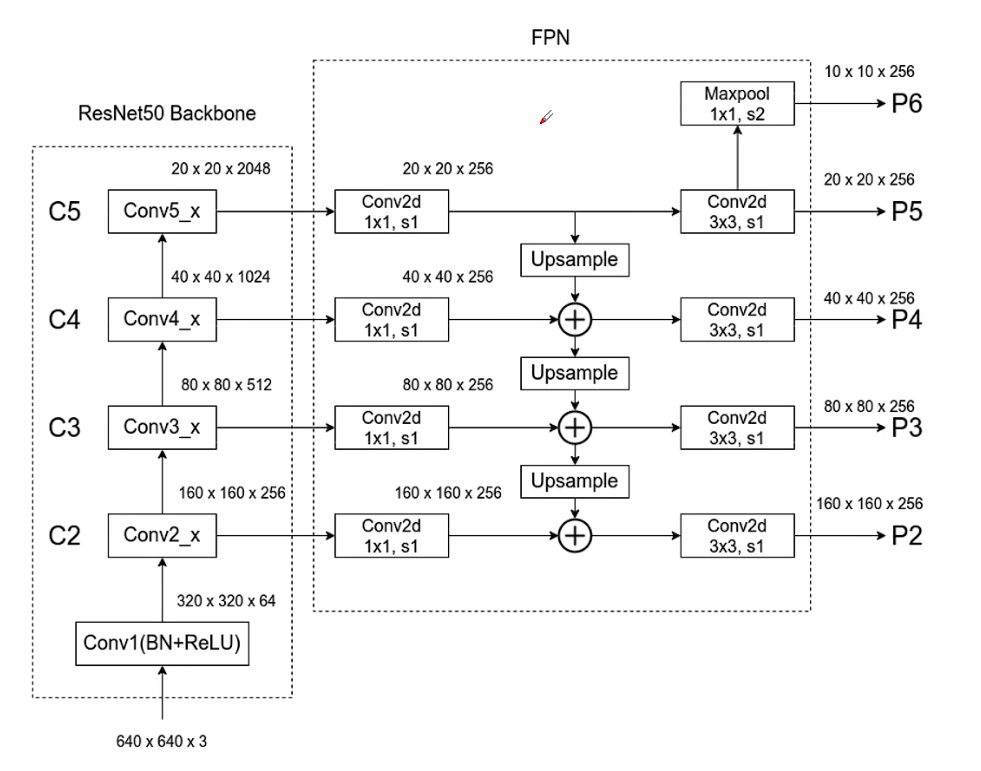 FPN
ResNet50 Backbone
10 x 10 x 256
Maxpool
1x1, s2
P6
20 x 20 x 2048
20 x 20 x 256
20 x 20 x 256
C5
Conv5_x
Conv2d
1x1, s1
Conv2d
3x3, s1
P5
Upsample
40 x 40 x 1024
40 x 40 x 256
40 x 40 x 256
C4
Conv4_x
Conv2d
1x1, s1
Conv2d
3x3, s1
P4
Upsample
80 x 80 x 512
80 x 80 x 256
80 x 80 x 256
C3
Conv3_x
Conv2d
1x1, s1
Conv2d
3x3, s1
P3
Upsample
160 x 160 x 256
160 x 160 x 256
160 x 160 x 256
C2
Conv2_x
Conv2d
1x1, s1
Conv2d
3x3, s1
P2
320 x 320 x 64
Conv1(BN+ReLU)
640 x 640 x 3